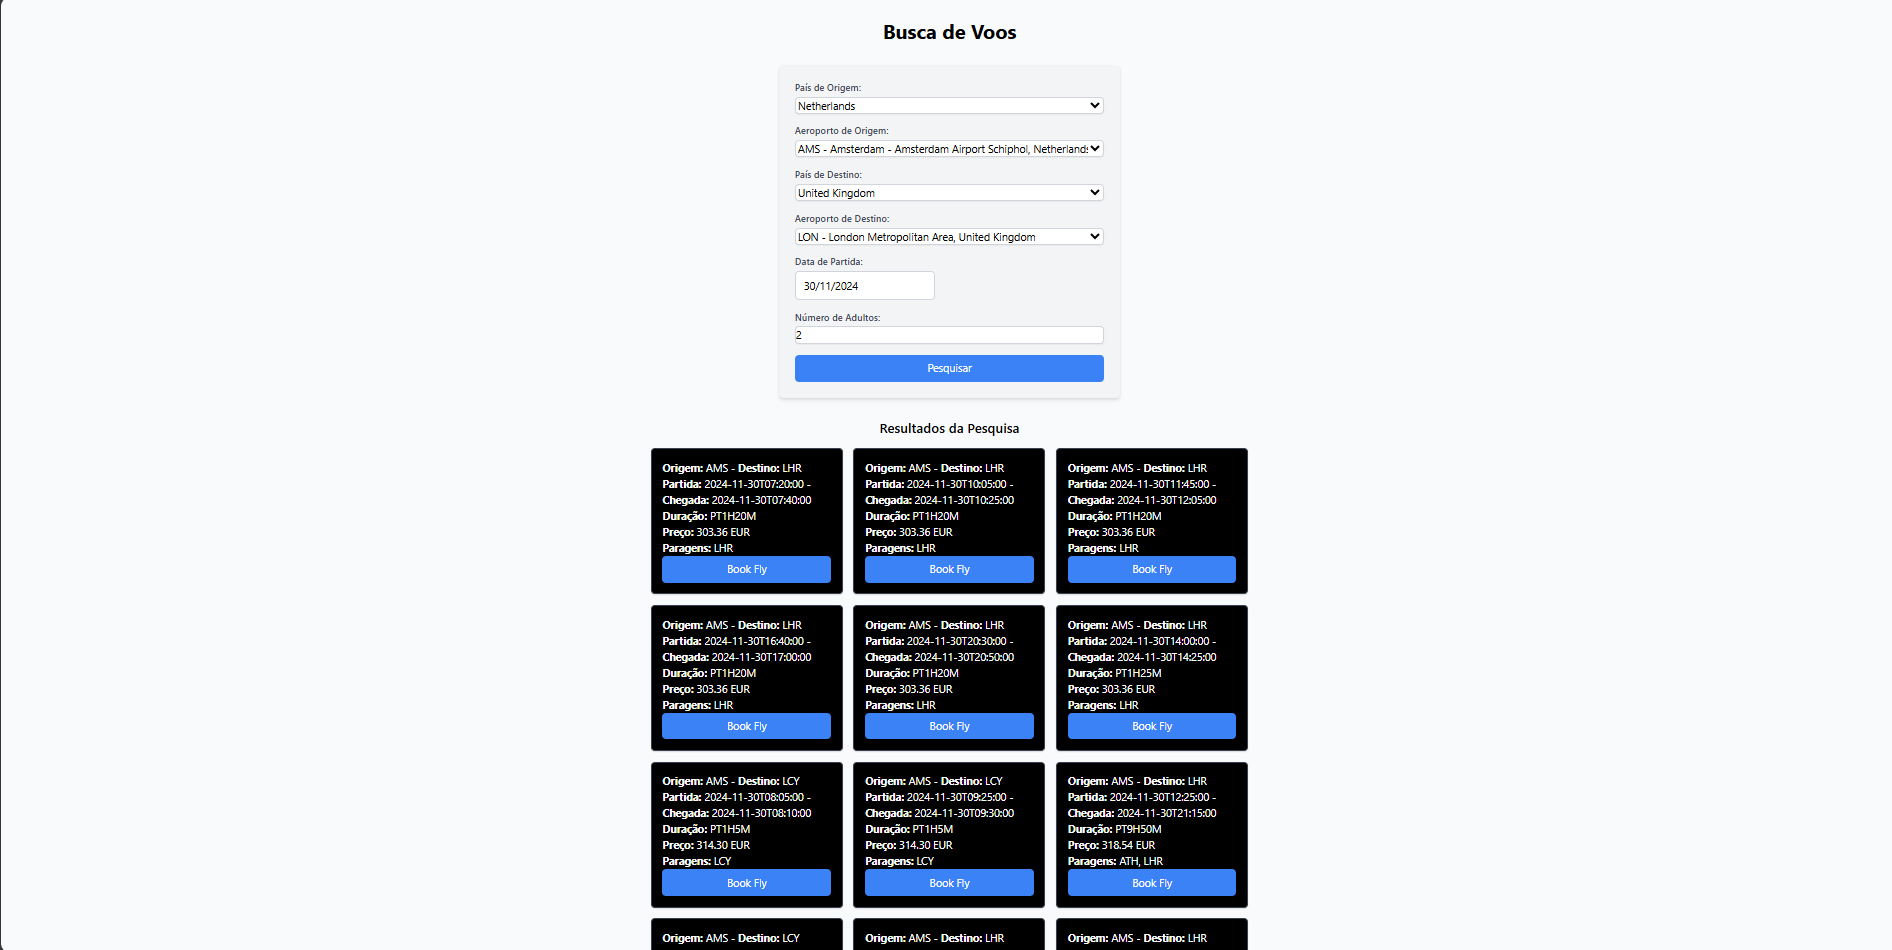 Busca de Voos
País de Origem:
Netherlands
Aeroporto de Origem:
AMS - Amsterdam - Amsterdam Airport Schiphol, Netherlands
País de Destino:
United Kingdom
Aeroporto de Destino:
LON - London Metropolitan Area, United Kingdom
Data de Partida:
30/11/2024
Número de Adultos:
2
Pesquisar
Resultados da Pesquisa
Origem: AMS - Destino: LHR
Partida: 2024-11-30T07:20:00 -
Chegada: 2024-11-30T07:40:00
Duração: PT1H20M
Preço: 303.36 EUR
Paragens: LHR
Book Fly
Origem: AMS - Destino: LHR
Partida: 2024-11-30T10:05:00 -
Chegada: 2024-11-30T10:25:00
Duração: PT1H20M
Preço: 303.36 EUR
Paragens: LHR
Book Fly
Origem: AMS - Destino: LHR
Partida: 2024-11-30T11:45:00 -
Chegada: 2024-11-30T12:05:00
Duração: PT1H20M
Preço: 303.36 EUR
Paragens: LHR
Book Fly
Origem: AMS - Destino: LHR
Partida: 2024-11-30T16:40:00 -
Chegada: 2024-11-30T17:00:00
Duração: PT1H20M
Preço: 303.36 EUR
Paragens: LHR
Book Fly
Origem: AMS - Destino: LHR
Partida: 2024-11-30T20:30:00 -
Chegada: 2024-11-30T20:50:00
Duração: PT1H20M
Preço: 303.36 EUR
Paragens: LHR
Book Fly
Origem: AMS - Destino: LHR
Partida: 2024-11-30T14:00:00 -
Chegada: 2024-11-30T14:25:00
Duração: PT1H25M
Preço: 303.36 EUR
Paragens: LHR
Book Fly
Origem: AMS - Destino: LCY
Partida: 2024-11-30T08:05:00 -
Chegada: 2024-11-30T08:10:00
Duração: PT1H5M
Preço: 314.30 EUR
Paragens: LCY
Book Fly
Origem: AMS - Destino: LCY
Partida: 2024-11-30T09:25:00 -
Chegada: 2024-11-30T09:30:00
Duração: PT1H5M
Preço: 314.30 EUR
Paragens: LCY
Book Fly
Origem: AMS - Destino: LHR
Partida: 2024-11-30T12:25:00 -
Chegada: 2024-11-30T21:15:00
Duração: PT9H50M
Preço: 318.54 EUR
Paragens: ATH, LHR
Book Fly
Origem: AMS - Destino: LCY
Origem: AMS - Destino: LHR
Origem: AMS - Destino: LHR